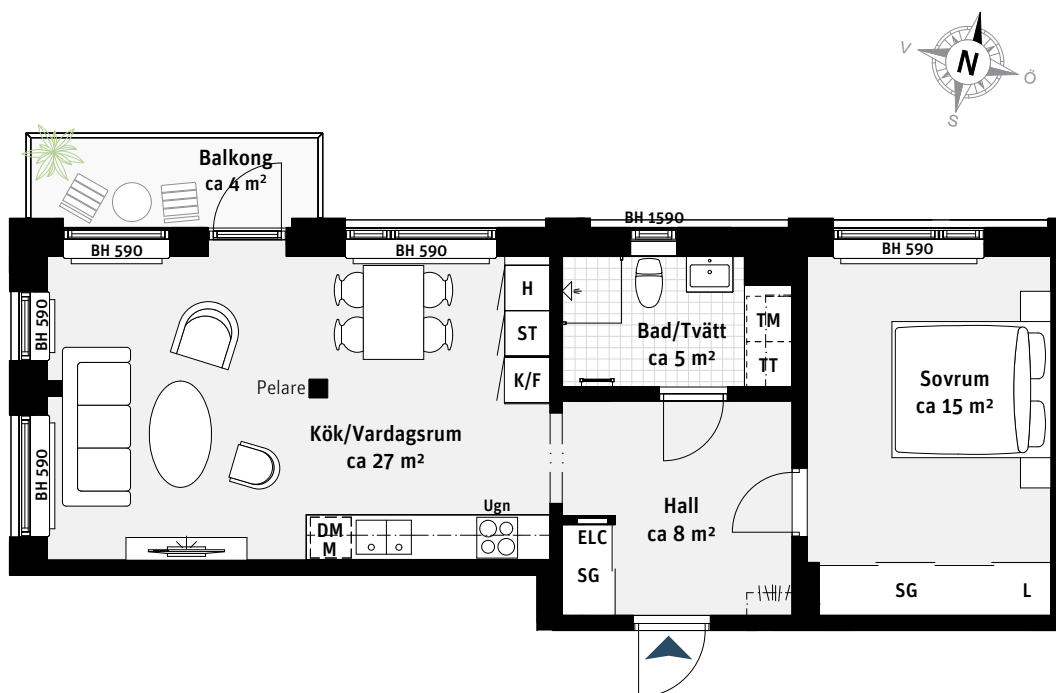 N
V
Ö
S
Balkong
ca 4 m²
BH 590
BH 590
BH 1590
BH 590
BH 590
H
ST
K/F
TM
TT
Bad/Tvätt
ca 5 m²
Sovrum
ca 15 m²
Pelare
Kök/Vardagsrum
ca 27 m²
BH 590
Ugn
DM
M
Hall
ca 8 m²
ELC
SG
SG
L